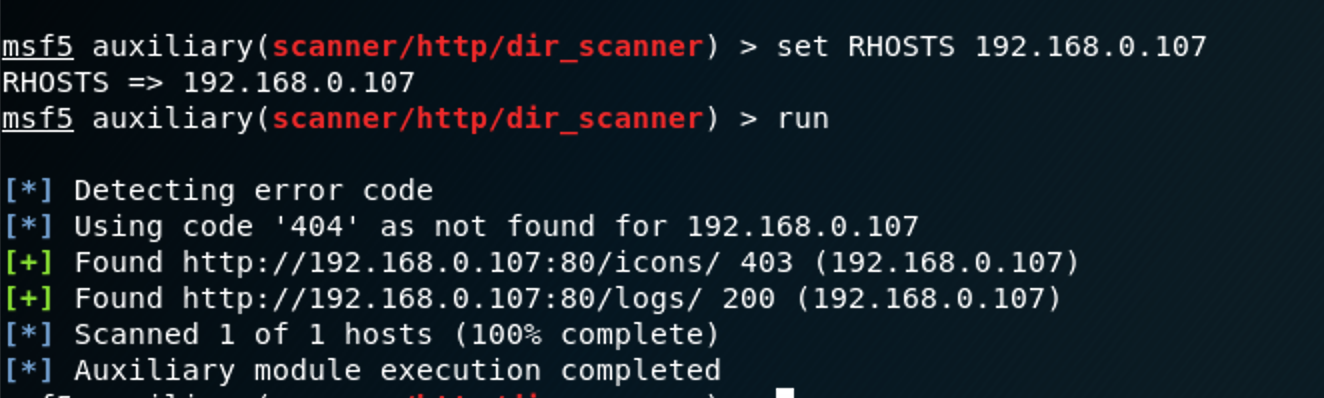 msf5 auxiliary(scanner/http/dir_scanner) > set RHOSTS 192.168.0.107
RHOSTS => 192.168.0.107
msf5 auxiliary(scanner/http/dir_scanner) > run
[*] Detecting error code
[*] Using code '404' as not found for 192.168.0.107
[+] Found http://192.168.0.107:80/icons/ 403 (192.168.0.107)
[+] Found http://192.168.0.107:80/logs/ 200 (192.168.0.107)
[*] Scanned 1 of 1 hosts (100% complete)
[*] Auxiliary module execution completed